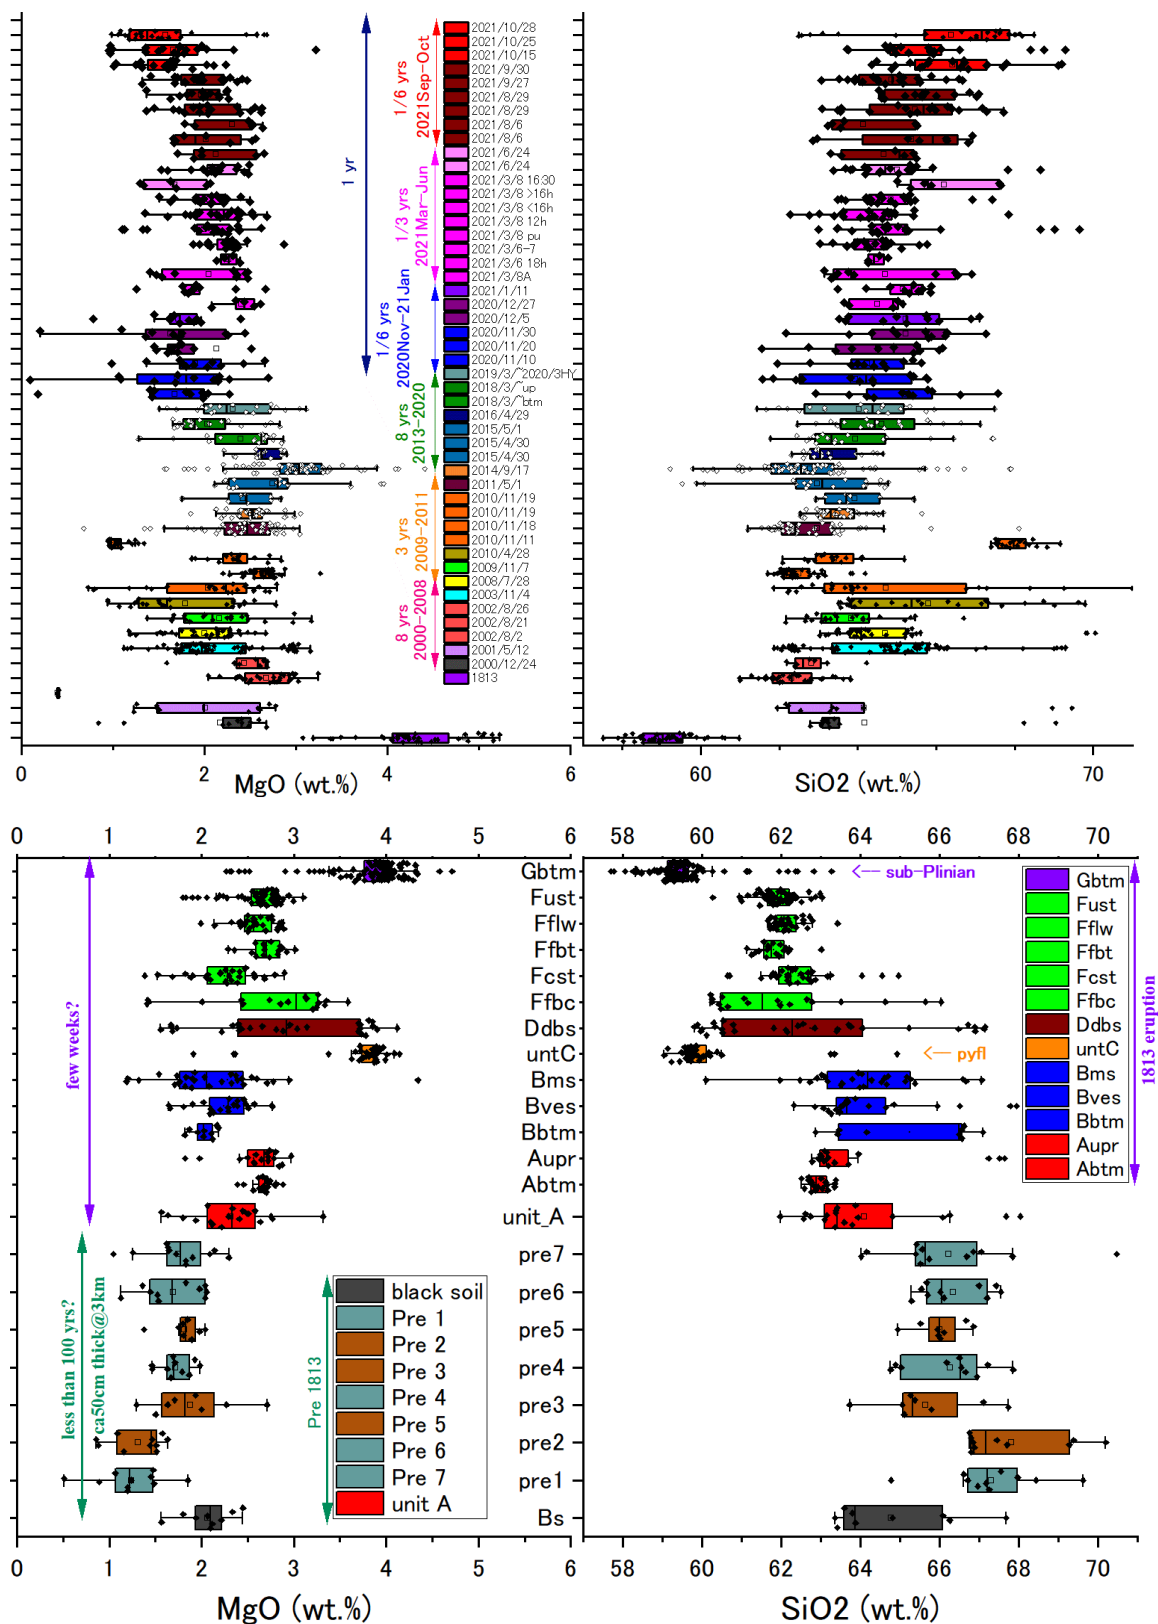 2021/10/28
2021/10/25
2021/10/15
2021/9/30
2021/9/27
2021/8/29
2021/8/29
2021/8/6
2021/8/6
2021/6/24
2021/6/24
2021/3/8 16:30
2021/3/8 >16h
2021/3/8 <16h
2021/3/8 12h
2021/3/8 pu
2021/3/6-7
2021/3/6 18h
2021/3/8A
2021/1/11
2020/12/27
2020/12/5
2020/11/30
2020/11/20
2020/11/10
2019/3/~2020/3HY
2018/3/~up
2018/3/~btm
2016/4/29
2015/5/1
2015/4/30
2015/4/30
2014/9/17
2011/5/1
2010/11/19
2010/11/19
2010/11/18
2010/11/11
2010/4/28
2009/11/7
2008/7/28
2003/11/4
2002/8/26
2002/8/21
2002/8/2
2001/5/12
2000/12/24
1813
1 yr
1/6 yrs
2021Sep-Oct
1/3 yrs
2021Mar-Jun
1/6 yrs
2020Nov-21Jan
8 yrs
2013-2020
3 yrs
2009-2011
8 yrs
2000-2008
0 2 4 6
MgO (wt.%)
60 70
SiO2 (wt.%)
0 1 2 3 4 5 6
58 60 62 64 66 68 70
Gbtm
Fust
Fflw
Ffbt
Fcst
Ffbc
Ddbs
untC
Bms
Bves
Bbtm
Aupr
Abtm
unit_A
pre7
pre6
pre5
pre4
pre3
pre2
pre1
Bs
few weeks?
less than 100 yrs?
ca50cm thick@3km
Pre 1813
black soil
Pre 1
Pre 2
Pre 3
Pre 4
Pre 5
Pre 6
Pre 7
unit A
<-- sub-Plinian
<-- pyfl
Gbtm
Fust
Fflw
Ffbt
Fcst
Ffbc
Ddbs
untC
Bms
Bves
Bbtm
Aupr
Abtm
1813 eruption
0 1 2 3 4 5 6
MgO (wt.%)
58 60 62 64 66 68 70
SiO2 (wt.%)